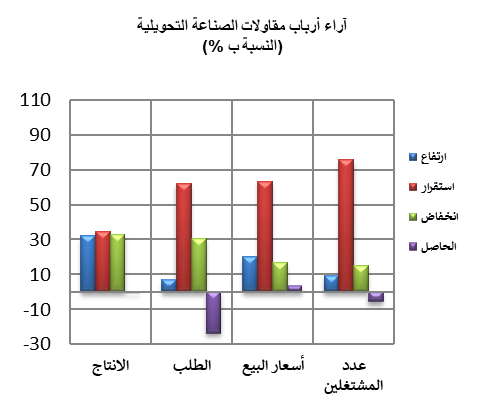 آراء أرباب مقاولات الصناعة التحويلية
(النسبة ب %)
110
90
70
50
30
10
-10
-30
ارتفاع
استقرار
انخفاض
الحاصل
الانتاج
الطلب
أسعار البيع
عدد
المشتغلين